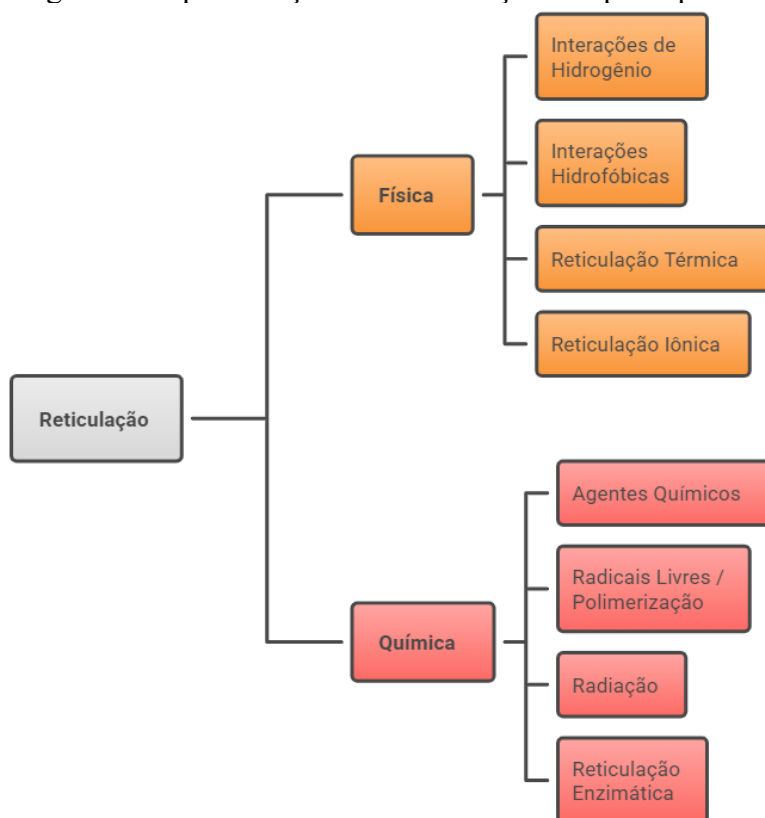 Interações de
Hidrogênio
Interações
Hidrofóbicas
Física
Reticulação Térmica
Reticulação Iônica
Reticulação
Agentes Químicos
Radicais Livres /
Polimerização
Química
Radiação
Reticulação
Enzimática